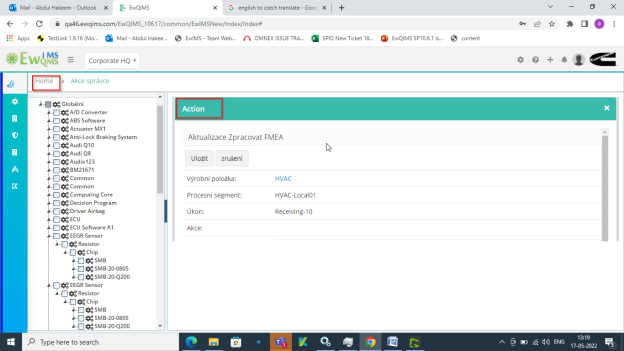 Mail - Abdul Hakeem - Outlook
EwQIMS
english to czech translate - Goo
qa46.ewqims.com/EwQIMS_10617/common/EwIMSNew/Index/Index#
Apps
TestLink 1.9.16 (Mo...
Mail - Abdul Hakee...
EwIMS - Team Web...
OMNEX ISSUE TRA...
SPID New Ticket 18...
EwQIMS SP10.6.1 Is...
content
EwQIMS
Corporate HQ
Home > Akce správce
Globální
A/D Converter
ABS Software
Actuator MX1
Anti-Lock Braking System
Audi Q10
Audi Q8
Audio123
BM21671
Common
Common
Computing Core
Decision Program
Driver Airbag
ECU
ECU Software A1
EEGR Sensor
Resistor
Chip
SMB
SMB-20-0805
SMB-20-Q200
EEGR Sensor
Resistor
Chip
SMB
SMB-20-0805
SMB-20-Q200
Action
Aktualizace Zpracovat FMEA
Uložit
zrušení
Výrobní položka: HVAC
Procesní segment: HVAC-Local01
Úkon: Receiving-10
Akce:
Type here to search
ENG
13:19
17-05-2022